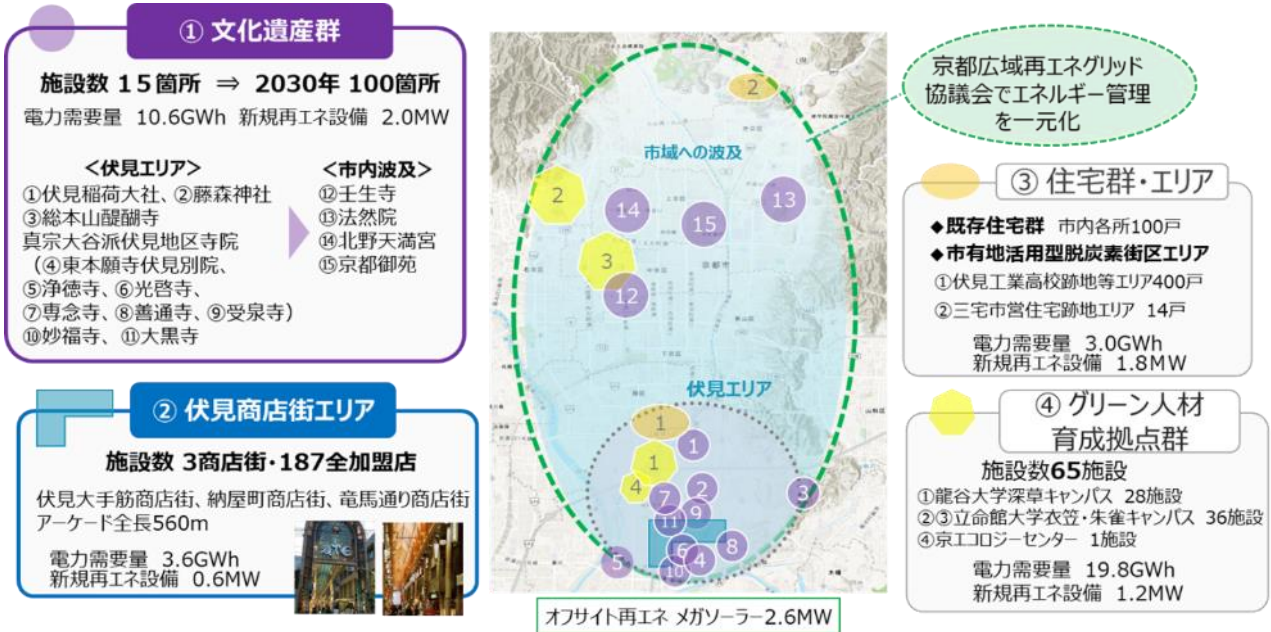 ① 文化遺産群
施設数 15箇所 ⇒ 2030年 100箇所
電力需要量 10.6GWh 新規再エネ設備 2.0MW
<伏見エリア>
①伏見稲荷大社、②藤森神社
③総本山醍醐寺
真宗大谷派伏見地区寺院
(④東本願寺伏見別院、
⑤浄徳寺、⑥光啓寺、
⑦専念寺、⑧善通寺、⑨受泉寺)
⑩妙福寺、⑪大黒寺
<市内波及>
⑫壬生寺
⑬法然院
⑭北野天満宮
⑮京都御苑
② 伏見商店街エリア
施設数 3商店街・187全加盟店
伏見大手筋商店街、納屋町商店街、竜馬通り商店街
アーケード全長560m
電力需要量 3.6GWh
新規再エネ設備 0.6MW
2
市域への波及
2
14
15
13
3
京都市
12
伏見エリア
1
1
1
4
7
2
3
11
9
6
4
8
5
10
オフサイト再エネ メガソーラー2.6MW
京都広域再エネグリッド
協議会でエネルギー管理
を一元化
③ 住宅群・エリア
◆既存住宅群 市内各所100戸
◆市有地活用型脱炭素街区エリア
①伏見工業高校跡地等エリア400戸
②三宅市営住宅跡地エリア 14戸
電力需要量 3.0GWh
新規再エネ設備 1.8MW
④ グリーン人材
育成拠点群
施設数65施設
①龍谷大学深草キャンパス 28施設
②③立命館大学衣笠・朱雀キャンパス 36施設
④京エコロジーセンター 1施設
電力需要量 19.8GWh
新規再エネ設備 1.2MW